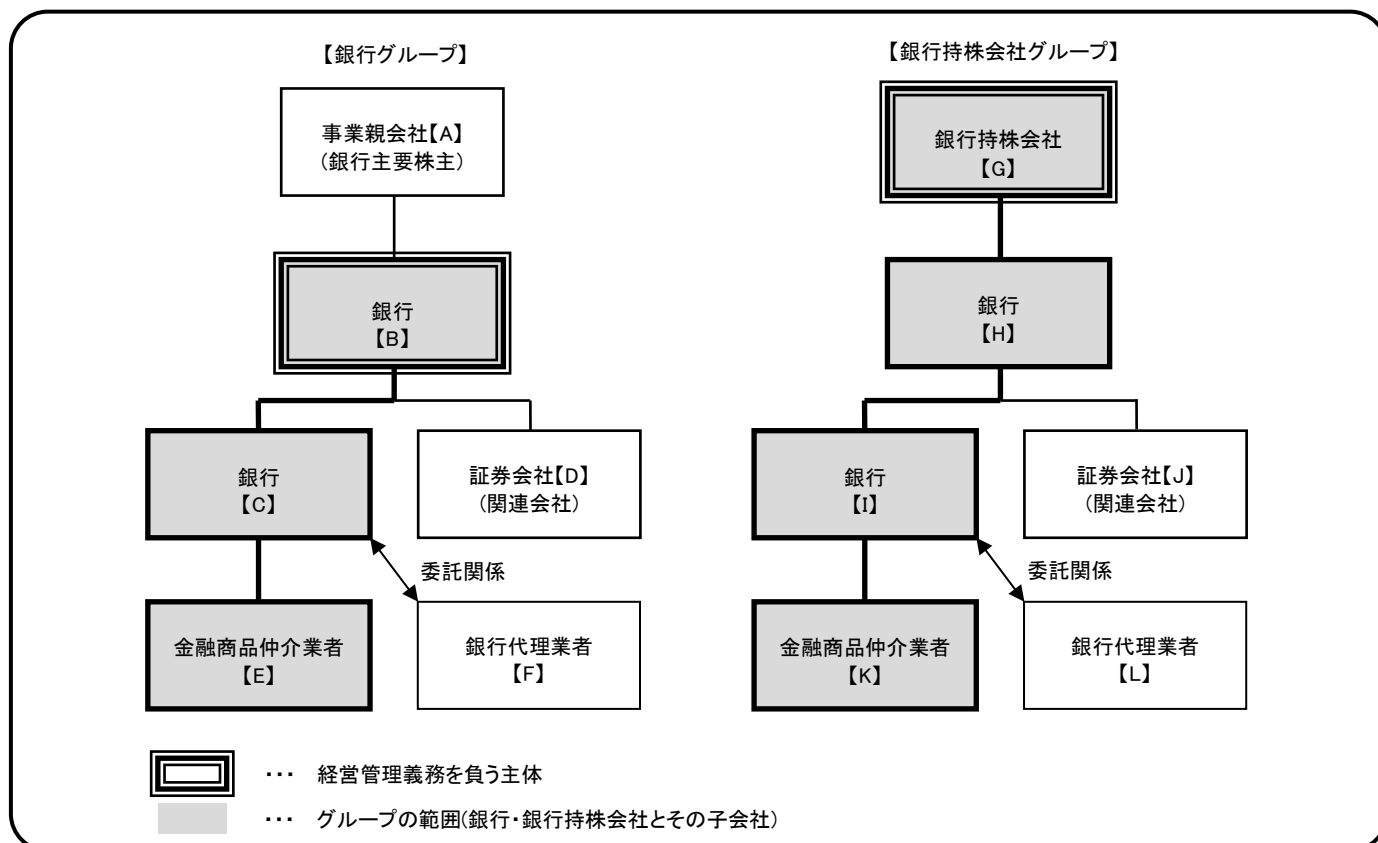 【銀行グループ】
事業親会社【A】
(銀行主要株主)
銀行
【B】
銀行
【C】
証券会社【D】
(関連会社)
委託関係
金融商品仲介業者
【E】
銀行代理業者
【F】
【銀行持株会社グループ】
銀行持株会社
【G】
銀行
【H】
銀行
【I】
証券会社【J】
(関連会社)
委託関係
金融商品仲介業者
【K】
銀行代理業者
【L】
・・・ 経営管理義務を負う主体
・・・ グループの範囲(銀行・銀行持株会社とその子会社)